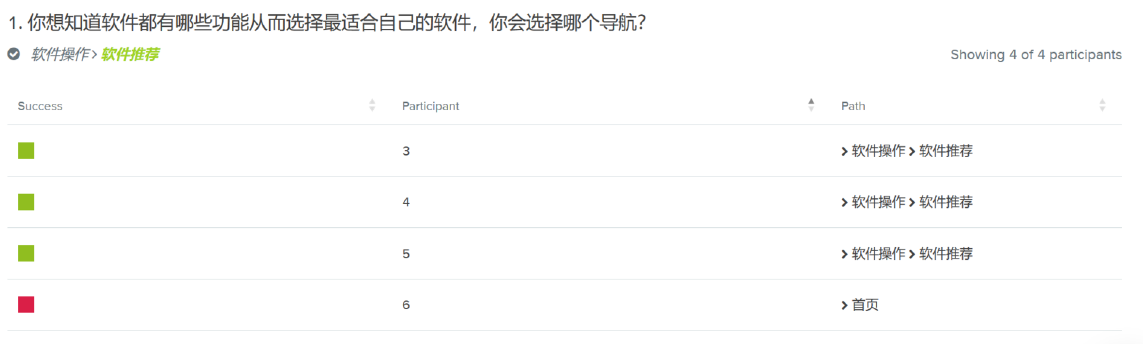 1. 你想知道软件都有哪些功能从而选择最适合自己的软件，你会选择哪个导航？
软件操作 > 软件推荐
Showing 4 of 4 participants
Success Participant Path
3 > 软件操作 > 软件推荐
4 > 软件操作 > 软件推荐
5 > 软件操作 > 软件推荐
6 > 首页